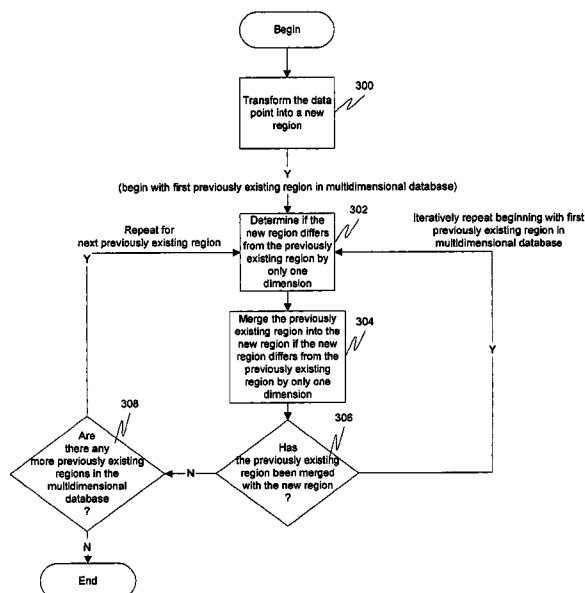 Begin
300
Transform the data
point into a new
region
Y
(begin with first previously existing region in multidimensional database)
302
Determine if the
new region differs
from the previously
existing region by
only one
dimension
Repeat for
next previously existing region
Y
Iteratively repeat beginning with first
previously existing region in
multidimensional database
304
Merge the previously
existing region into the
new region if the new
region differs from the
previously existing
region by only one
dimension
Y
306
Has
the previously existing
region been merged
with the new region
?
N
308
Are
there any
more previously existing
regions in the
multidimensional
database
?
N
End